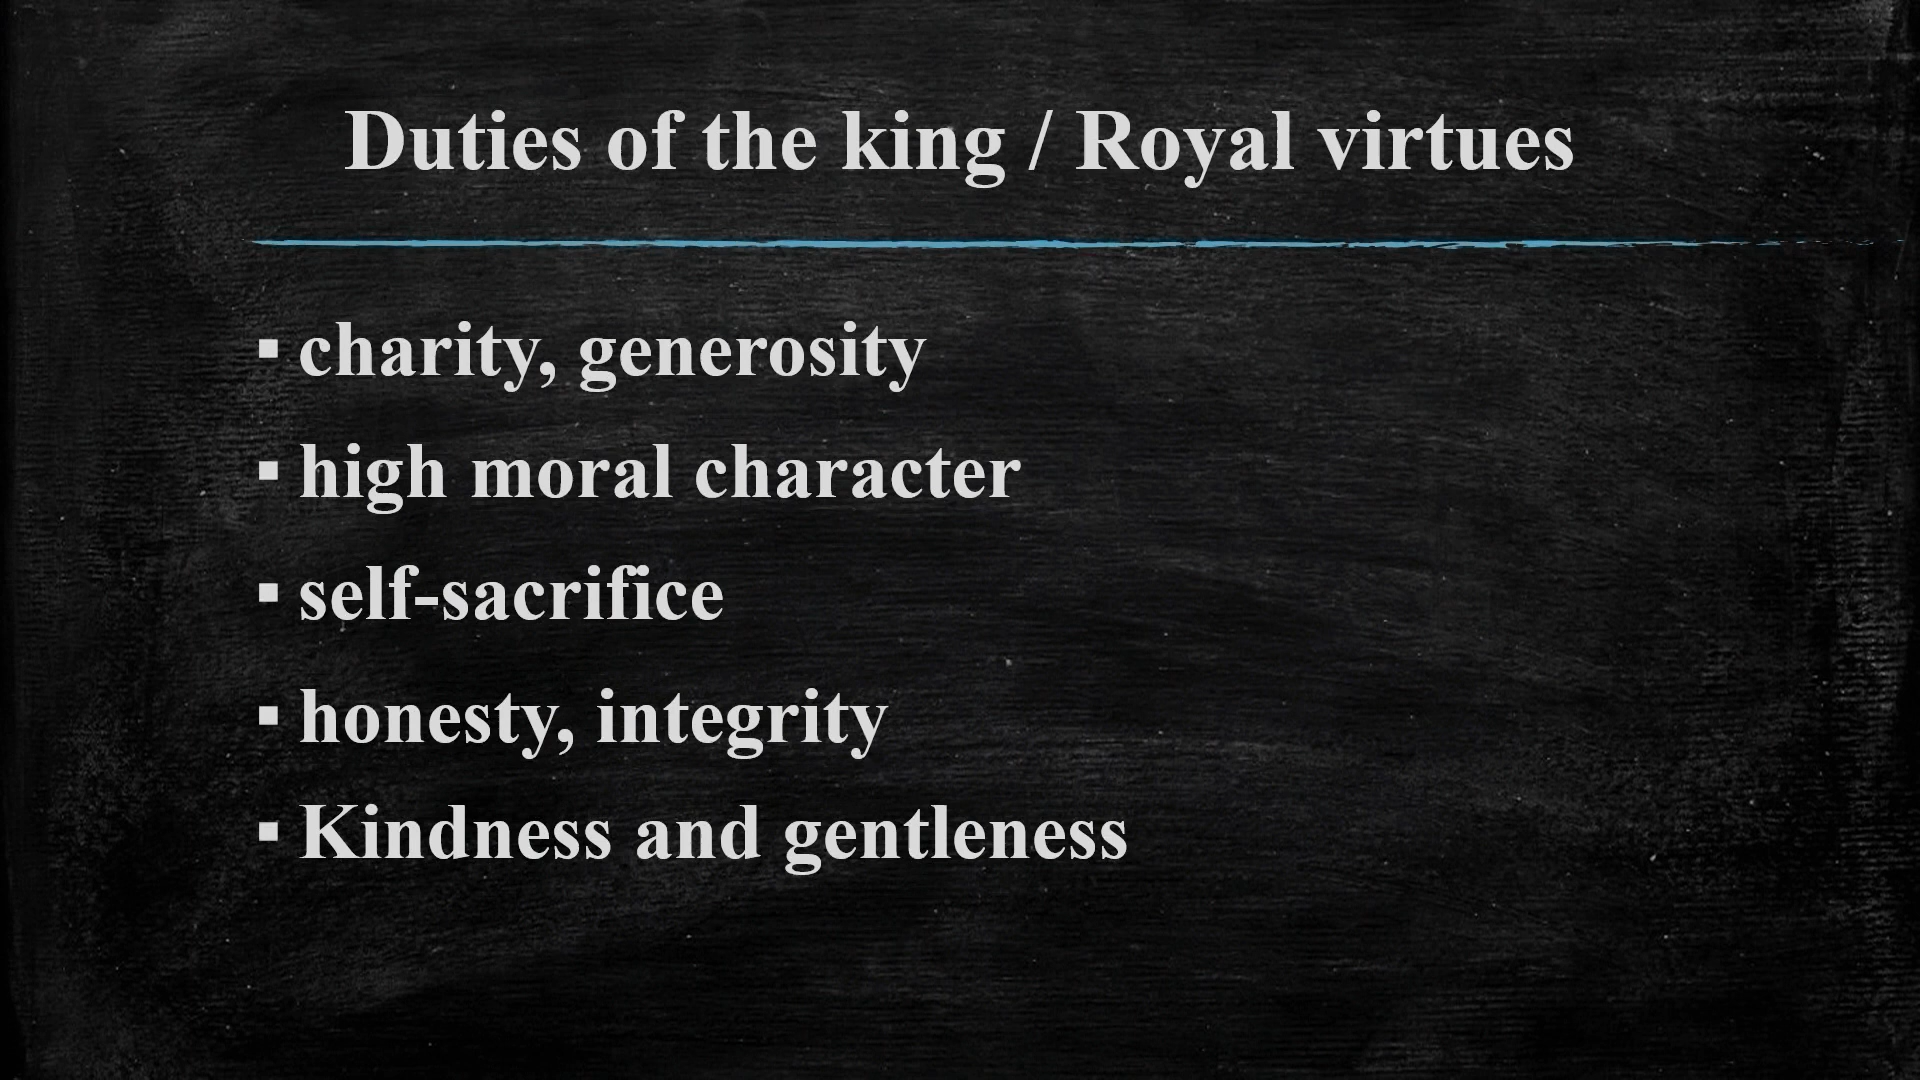 Duties of the king / Royal virtues
▪ charity, generosity
▪ high moral character
▪ self-sacrifice
▪ honesty, integrity
▪ Kindness and gentleness